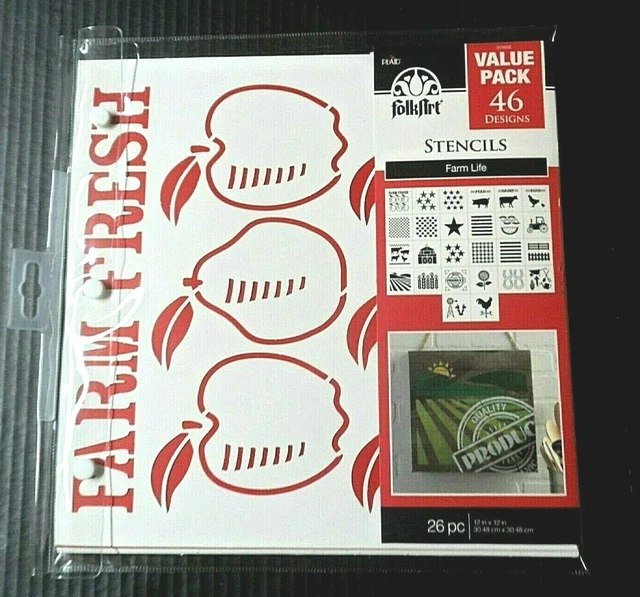 FARM FRESH
PLAID
FolkArt
VALUE
PACK
46
DESIGNS
STENCILS
Farm Life
QUALITY
PRODUC
26 pc
12 in x 12 in
30.48 cm x 30.48 cm